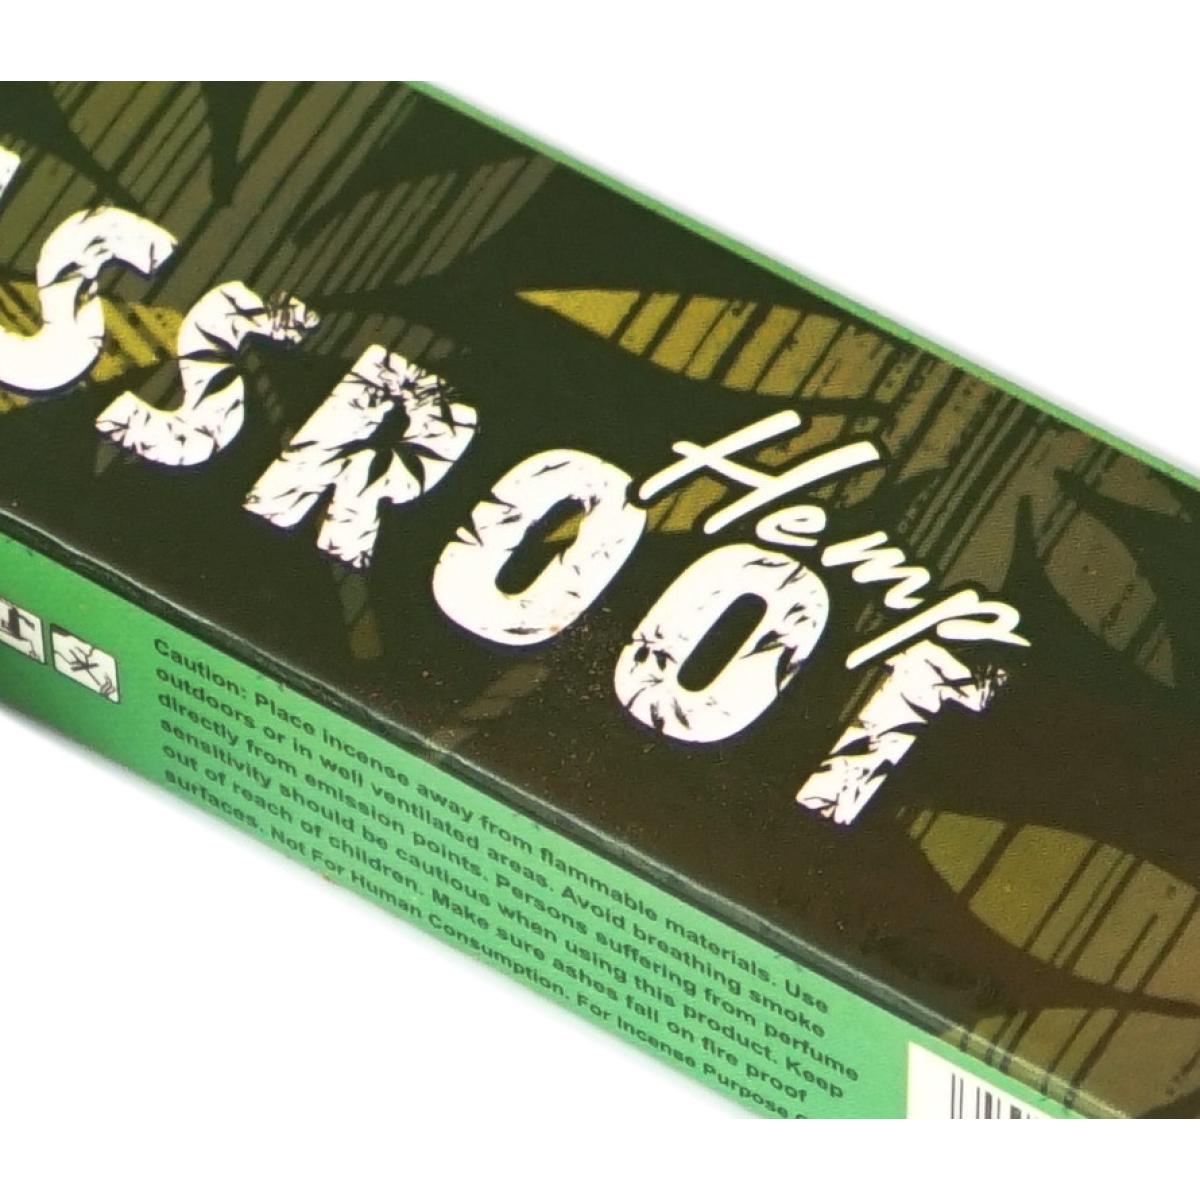 SSROOT
Hemp
Caution: Place Incense away from flammable materials. Use
outdoors or in well ventilated areas. Avoid breathing smoke
directly from emission points. Persons suffering from perfume
sensitivity should be cautious when using this product. Keep
out of reach of children. Make sure ashes fall on fire proof
surfaces. Not For Human Consumption. For Incense Purpose